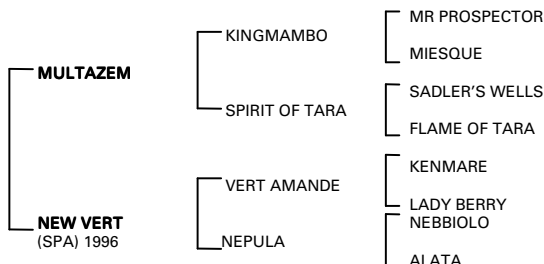 MR PROSPECTOR
KINGMAMBO
MIESQUE
MULTAZEM
SADLER'S WELLS
SPIRIT OF TARA
FLAME OF TARA
KENMARE
VERT AMANDE
LADY BERRY
NEW VERT
(SPA) 1996
NEBBIOLO
NEPULA
ALATA